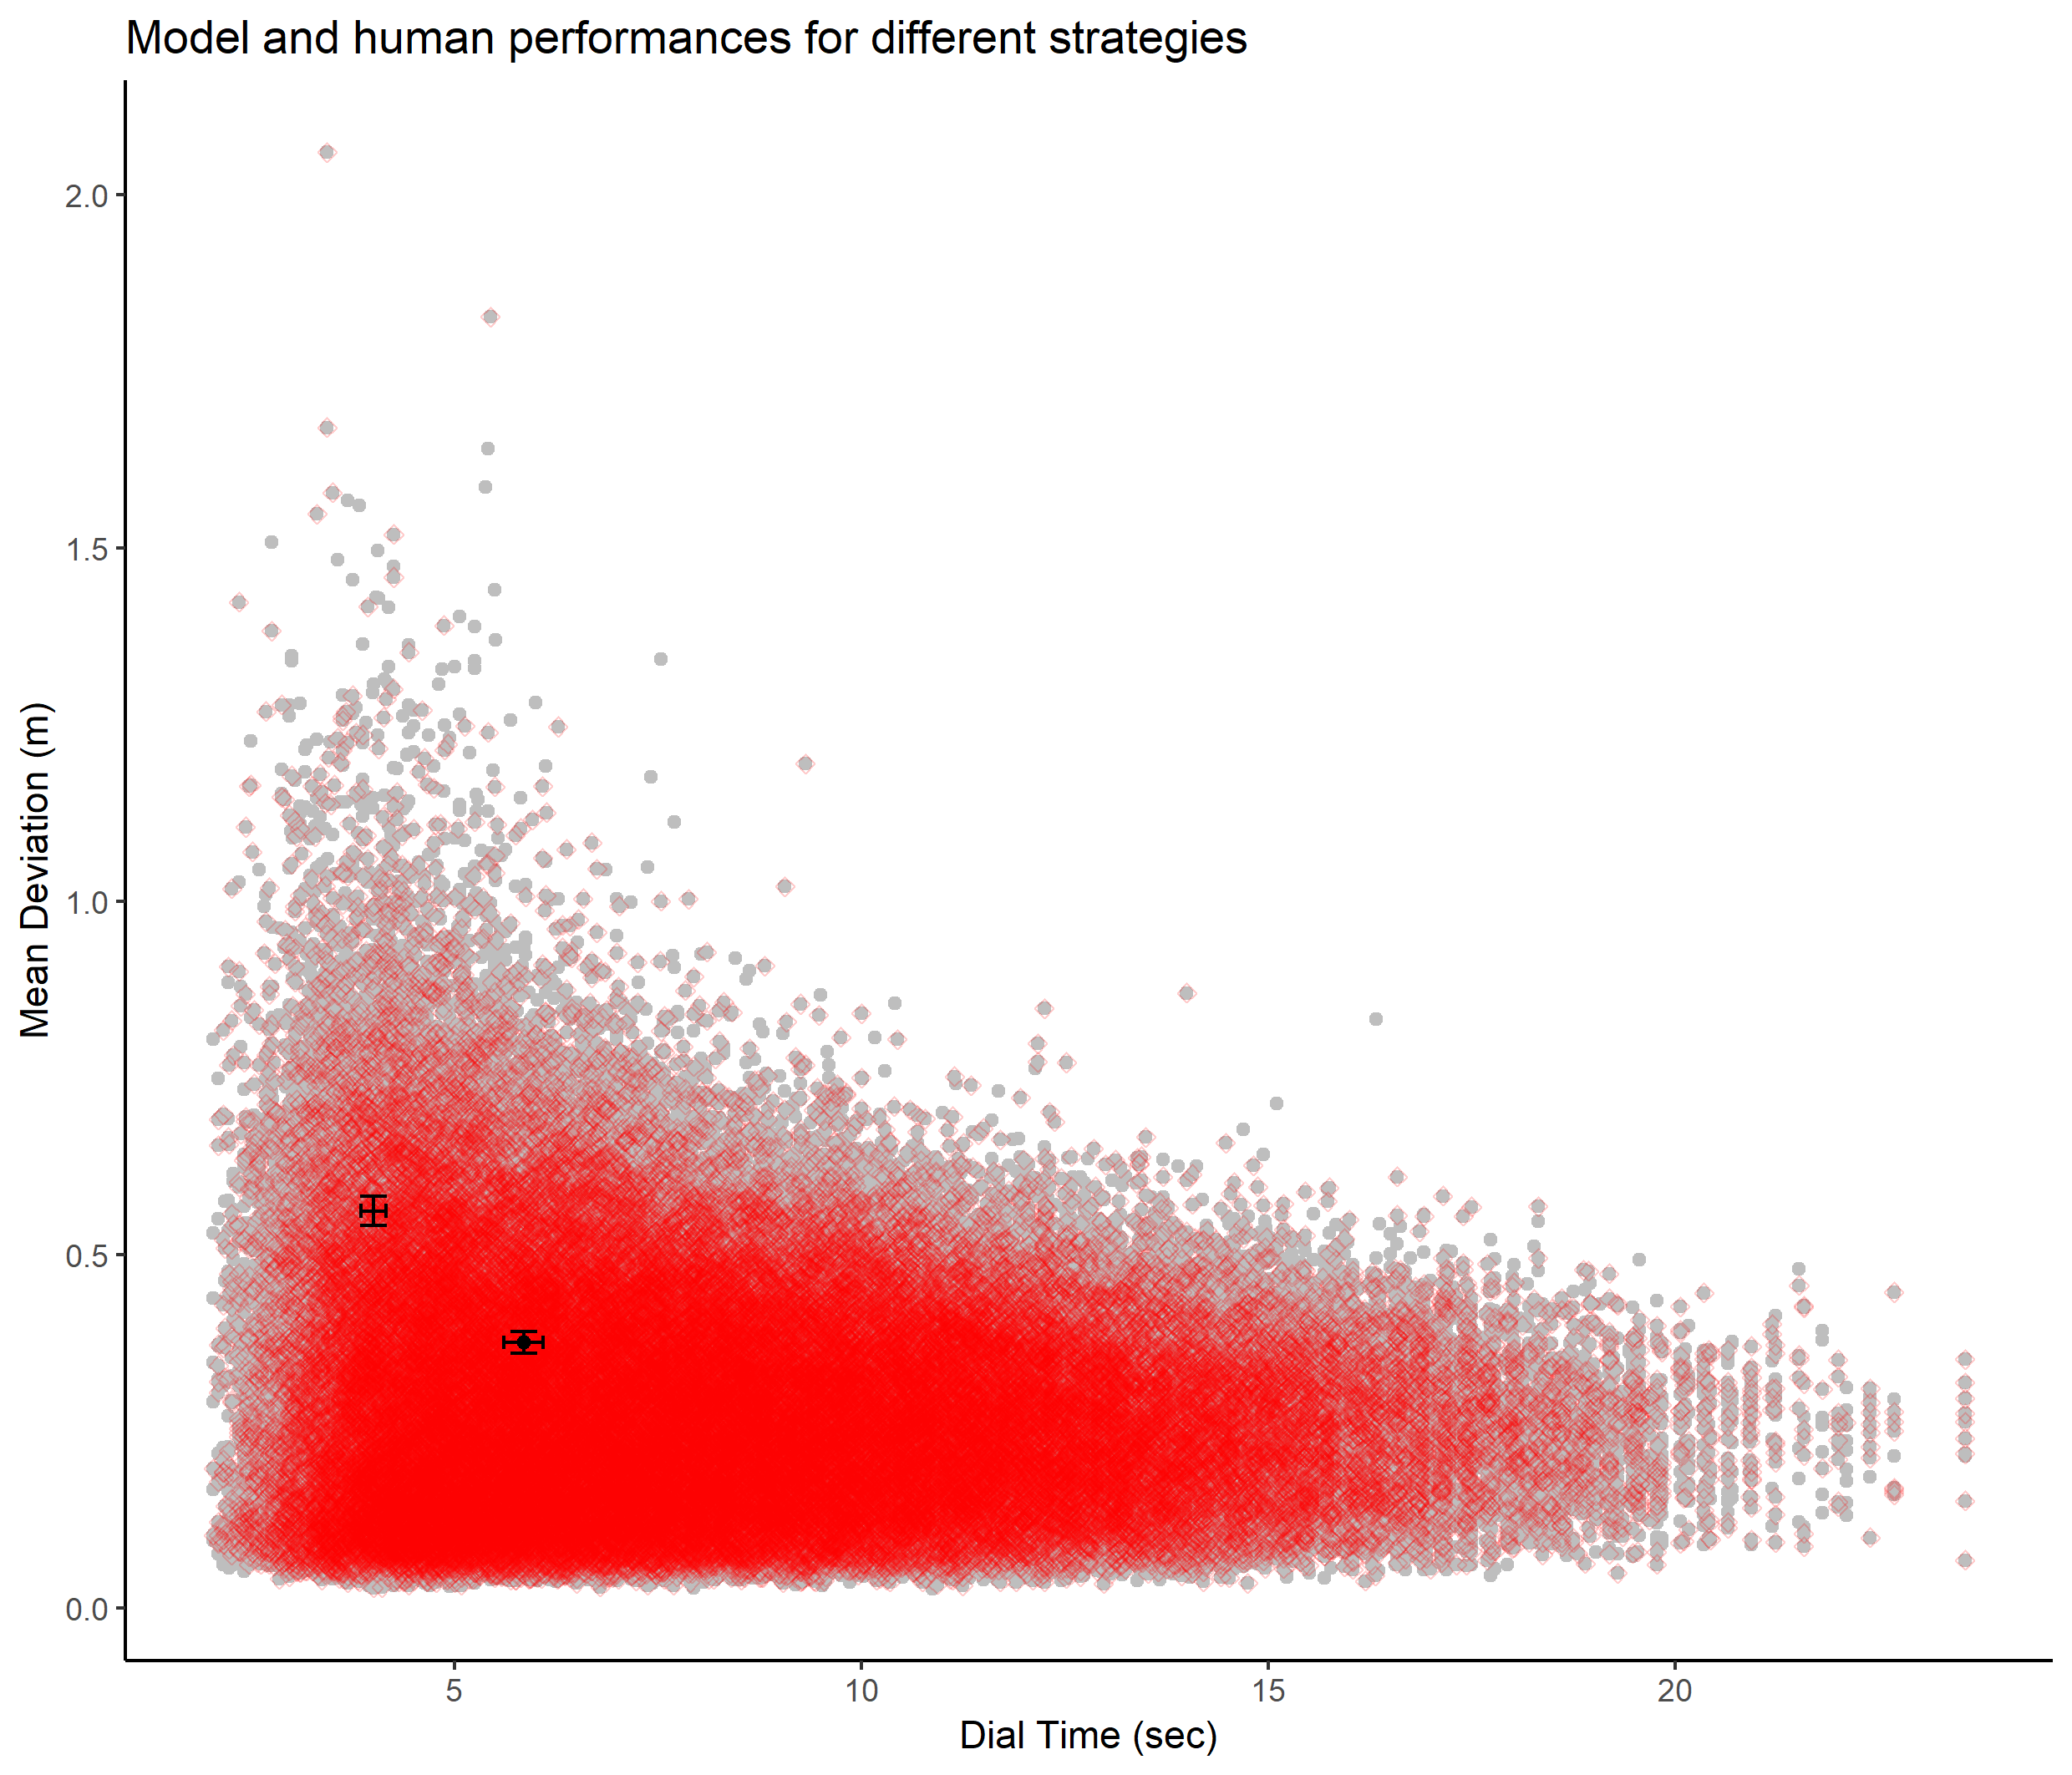 Model and human performances for different strategies
2.0
1.5
1.0
0.5
0.0
Mean Deviation (m)
5 10 15 20
Dial Time (sec)